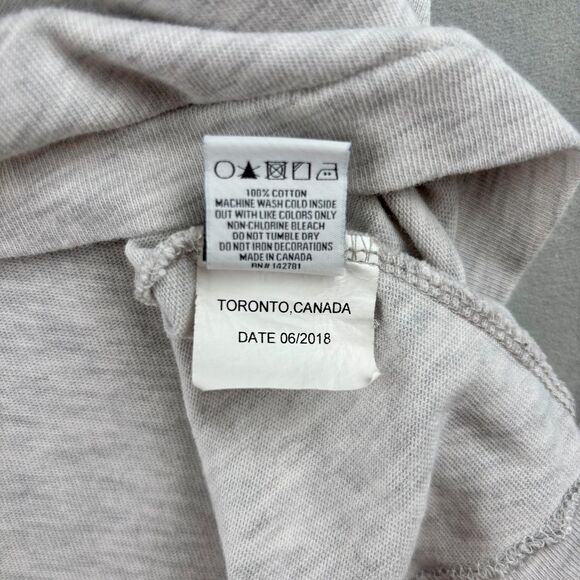 100% COTTON
MACHINE WASH COLD INSIDE
OUT WITH LIKE COLORS ONLY
NON-CHLORINE BLEACH
DO NOT TUMBLE DRY
DO NOT IRON DECORATIONS
MADE IN CANADA
RN# 142781
TORONTO,CANADA
DATE 06/2018